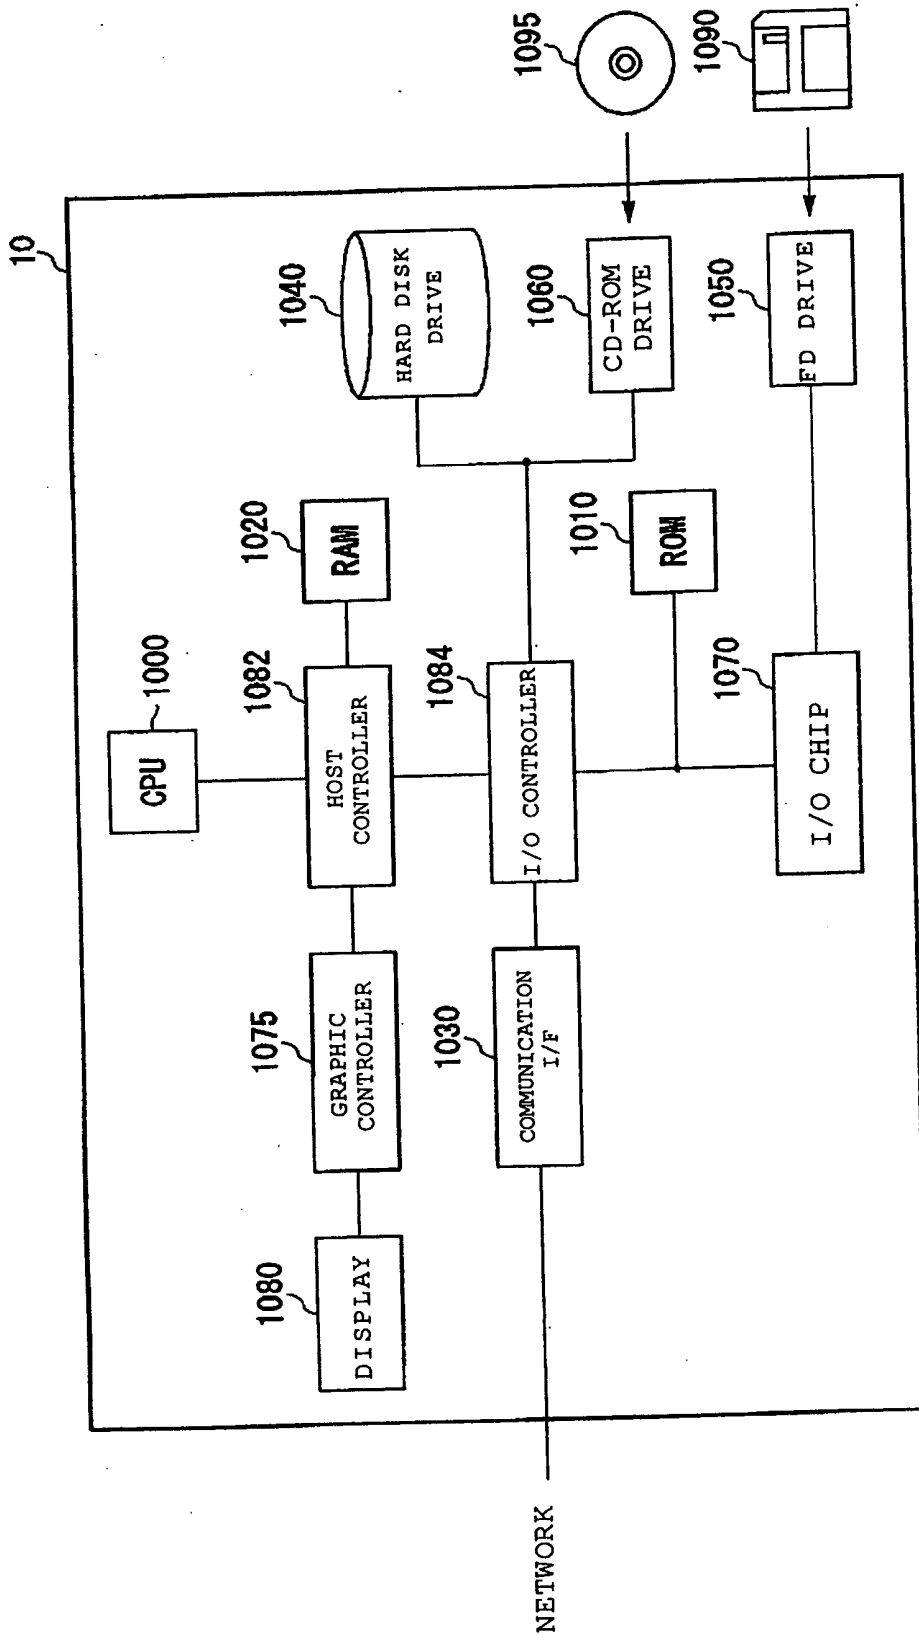 10
1000
CPU
1080
DISPLAY
1075
GRAPHIC
CONTROLLER
1082
HOST
CONTROLLER
1020
RAM
1040
HARD DISK
DRIVE
NETWORK
1030
COMMUNICATION
I/F
1084
I/O CONTROLLER
1060
CD-ROM
DRIVE
1095
1010
ROM
1070
I/O CHIP
1050
FD DRIVE
1090